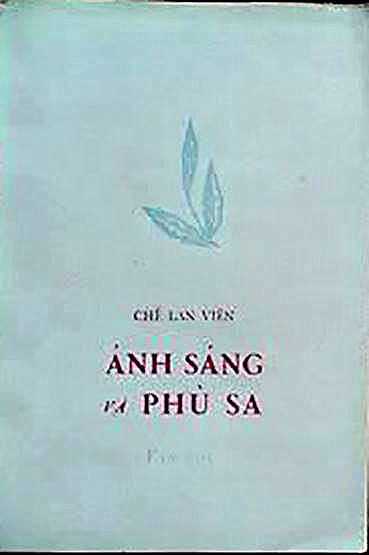 CHẾ LAN VIÊN
ÁNH SÁNG
VÀ PHÙ SA